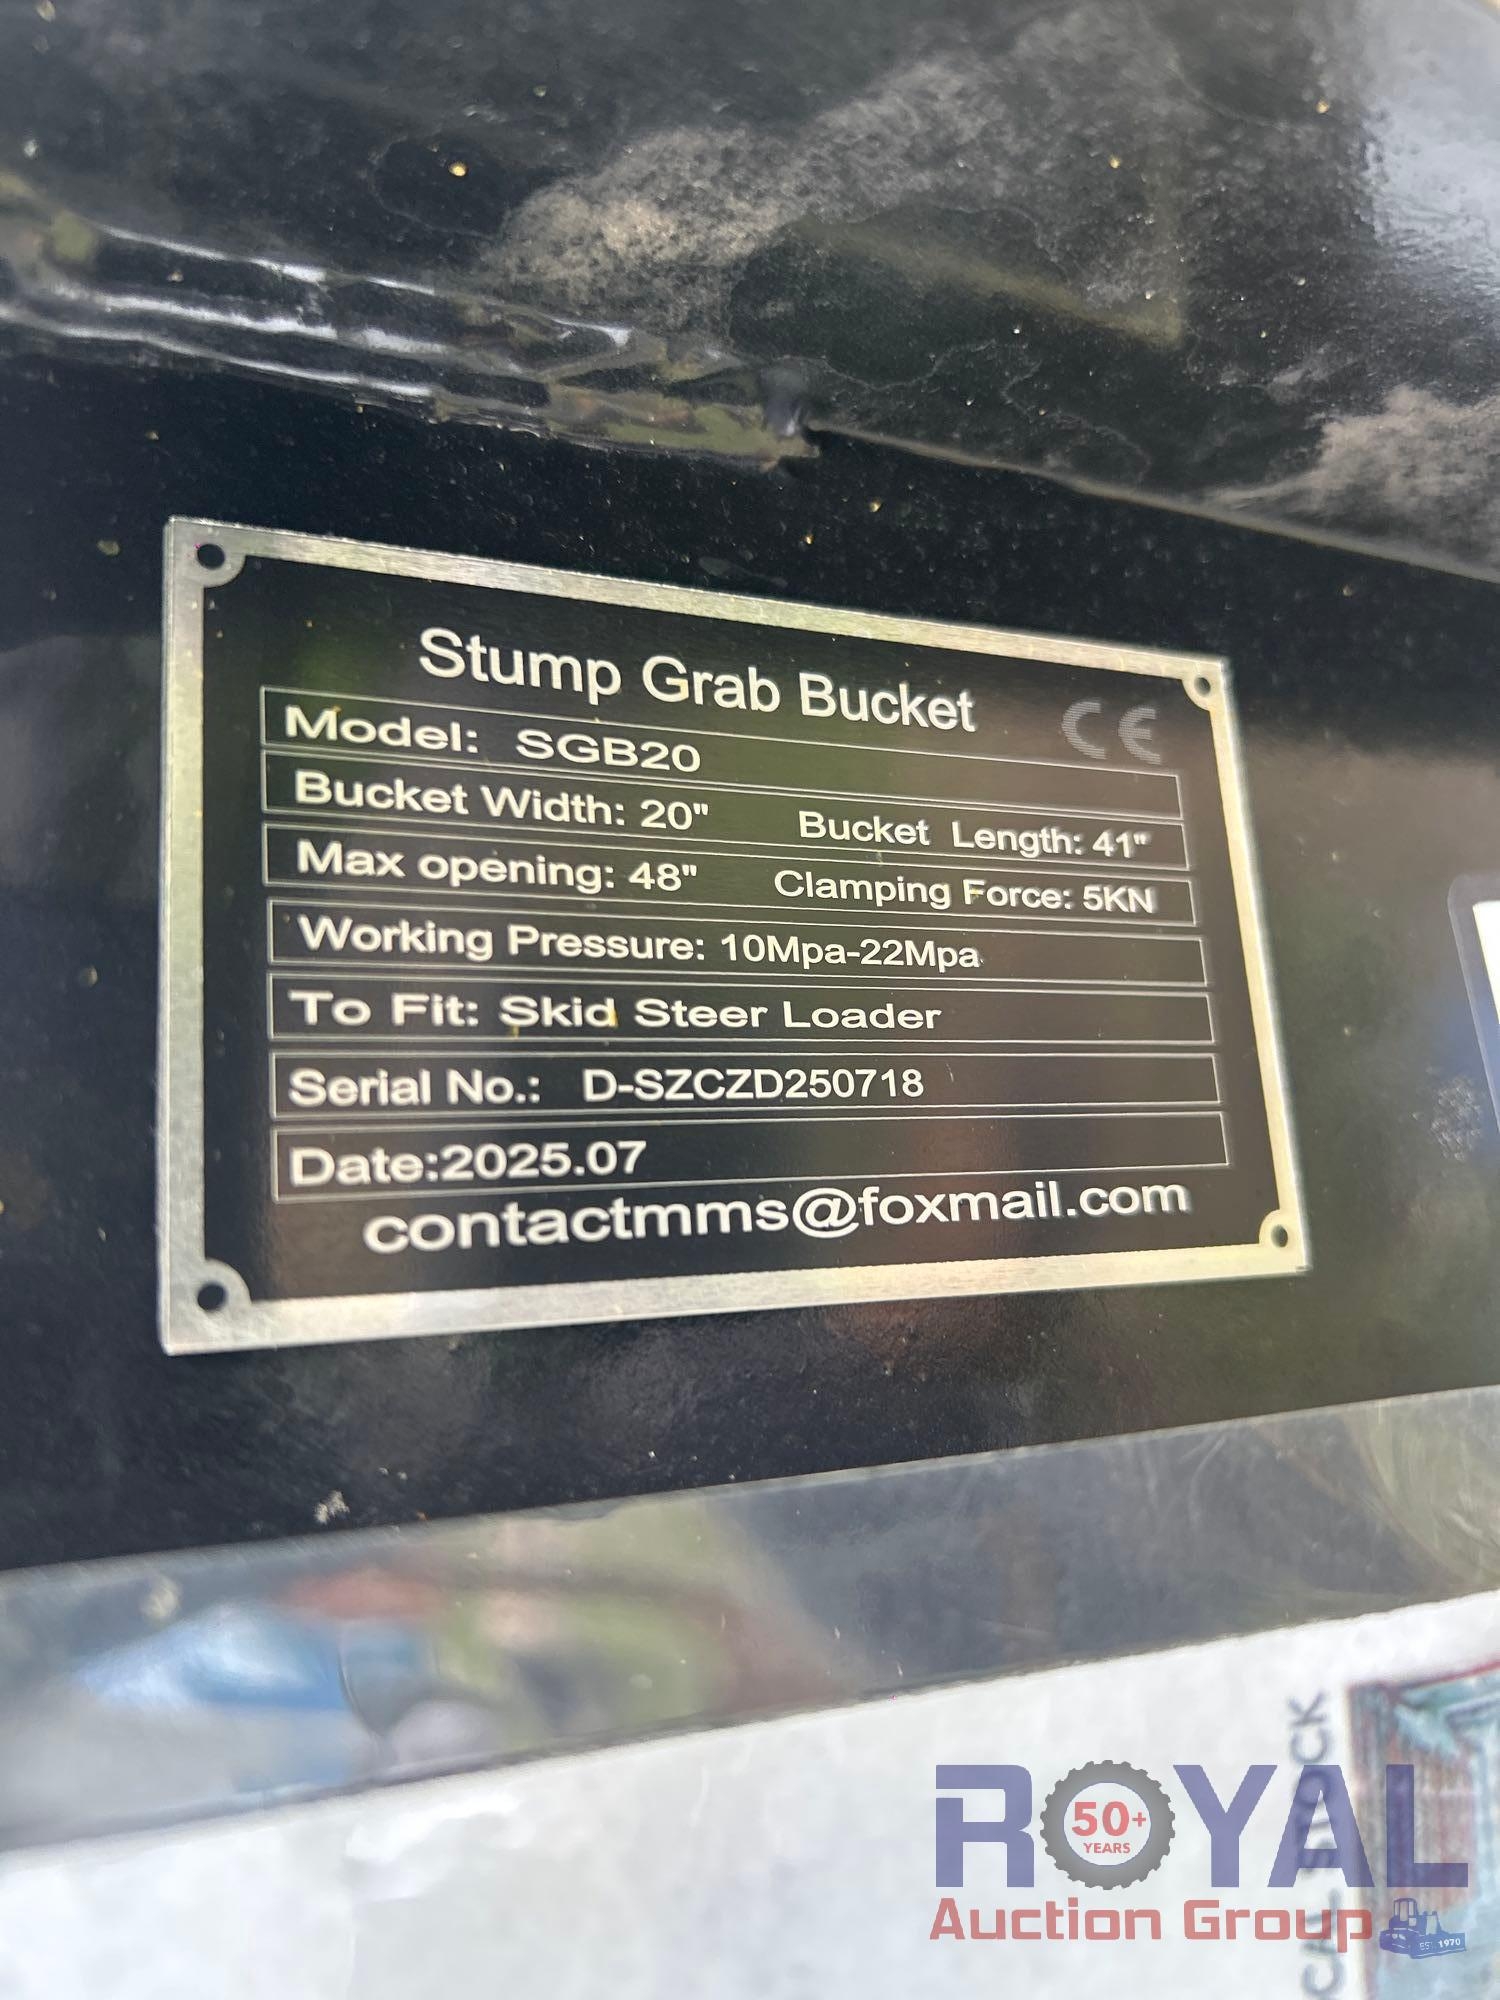 Stump Grab Bucket
CE
Model: SGB20
Bucket Width: 20" Bucket Length: 41"
Max opening: 48" Clamping Force: 5KN
Working Pressure: 10Mpa-22Mpa
To Fit: Skid Steer Loader
Serial No.: D-SZCZD250718
Date:2025.07
contactmms@foxmail.com
ROYAL
50+
YEARS
Auction Group
EST. 1970